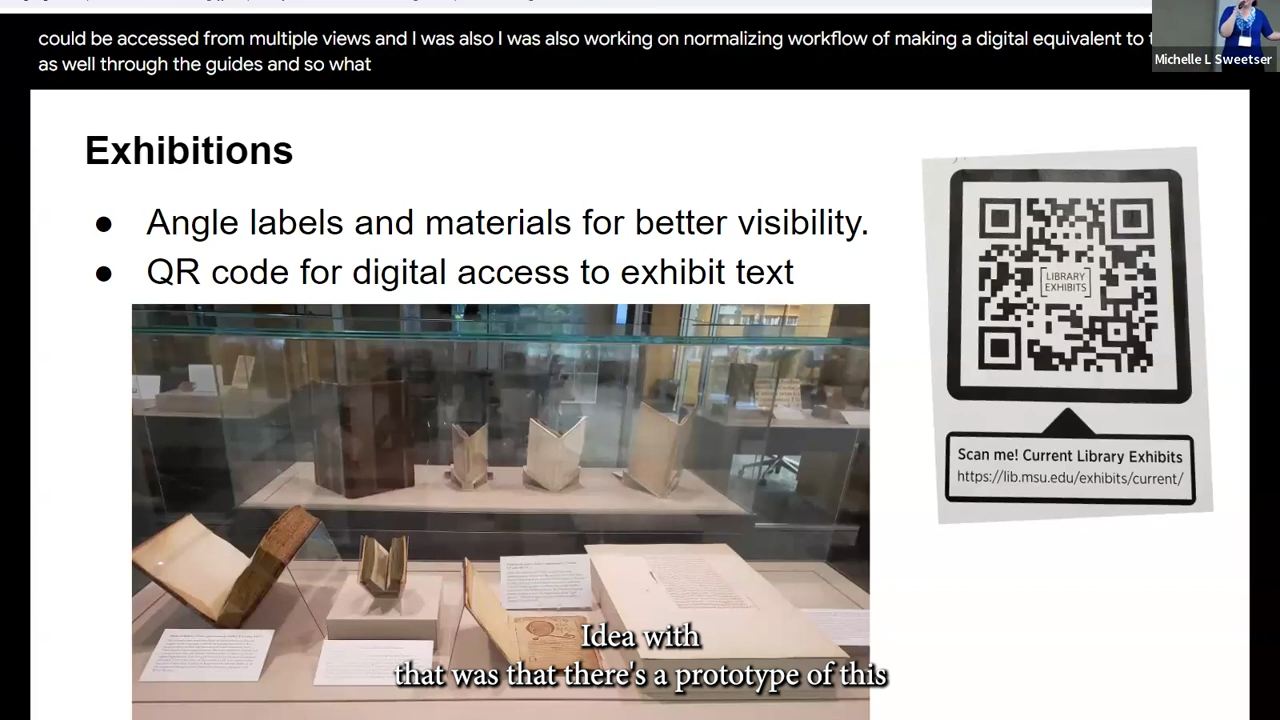 could be accessed from multiple views and I was also I was also working on normalizing workflow of making a digital equivalent to
as well through the guides and so what
Michelle L Sweetser
Exhibitions
● Angle labels and materials for better visibility.
● QR code for digital access to exhibit text
LIBRARY
EXHIBITS
Scan me! Current Library Exhibits
https://lib.msu.edu/exhibits/current/
Idea with
that was that there's a prototype of this